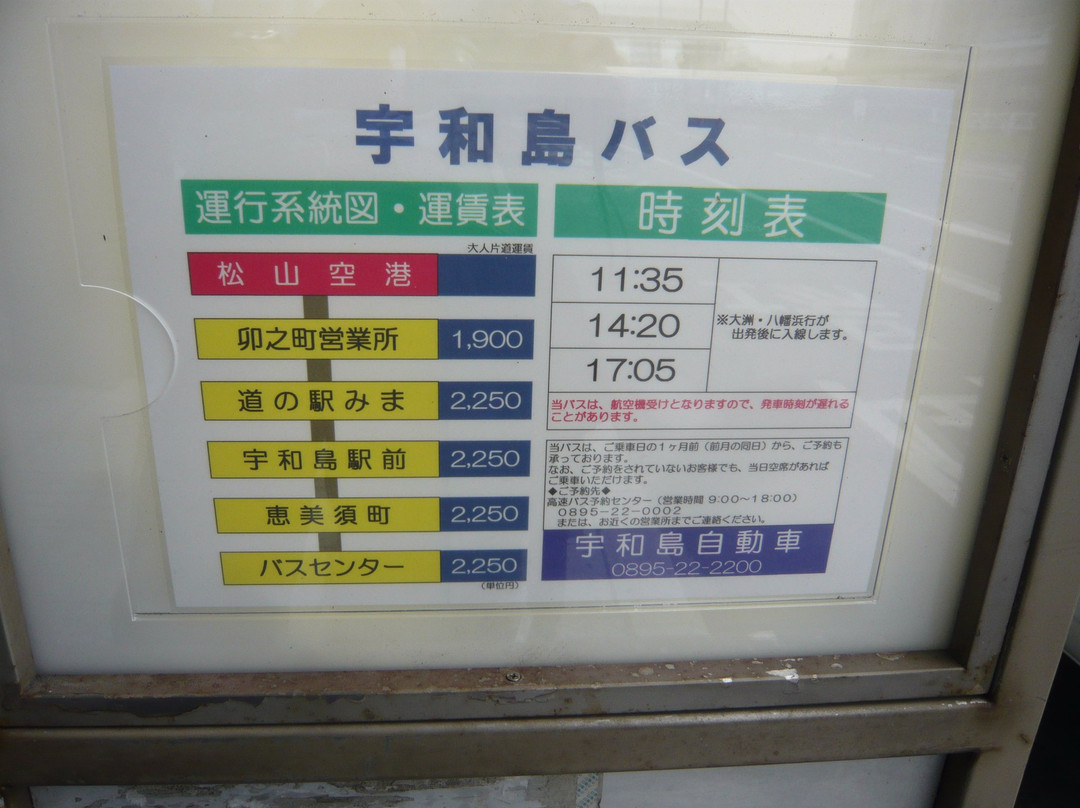 宇和島バス
運行系統図・運賃表
大人片道運賃
松山空港
卯之町営業所 1,900
道の駅みま 2,250
宇和島駅前 2,250
恵美須町 2,250
バスセンター 2,250
(単位円)
時刻表
11:35
14:20
17:05
※大洲・八幡浜行が
出発後に入線します。
当バスは、航空機受けとなりますので、発車時刻が遅れる
ことがあります。
当バスは、ご乗車日の1ヶ月前(前月の同日)から、ご予約も
承っております。
なお、ご予約をされていないお客様でも、当日空席があれば
ご乗車いただけます。
◆ご予約先◆
高速バス予約センター(営業時間 9:00~18:00)
0895-22-0002
または、お近くの営業所までご連絡ください。
宇和島自動車
0895-22-2200